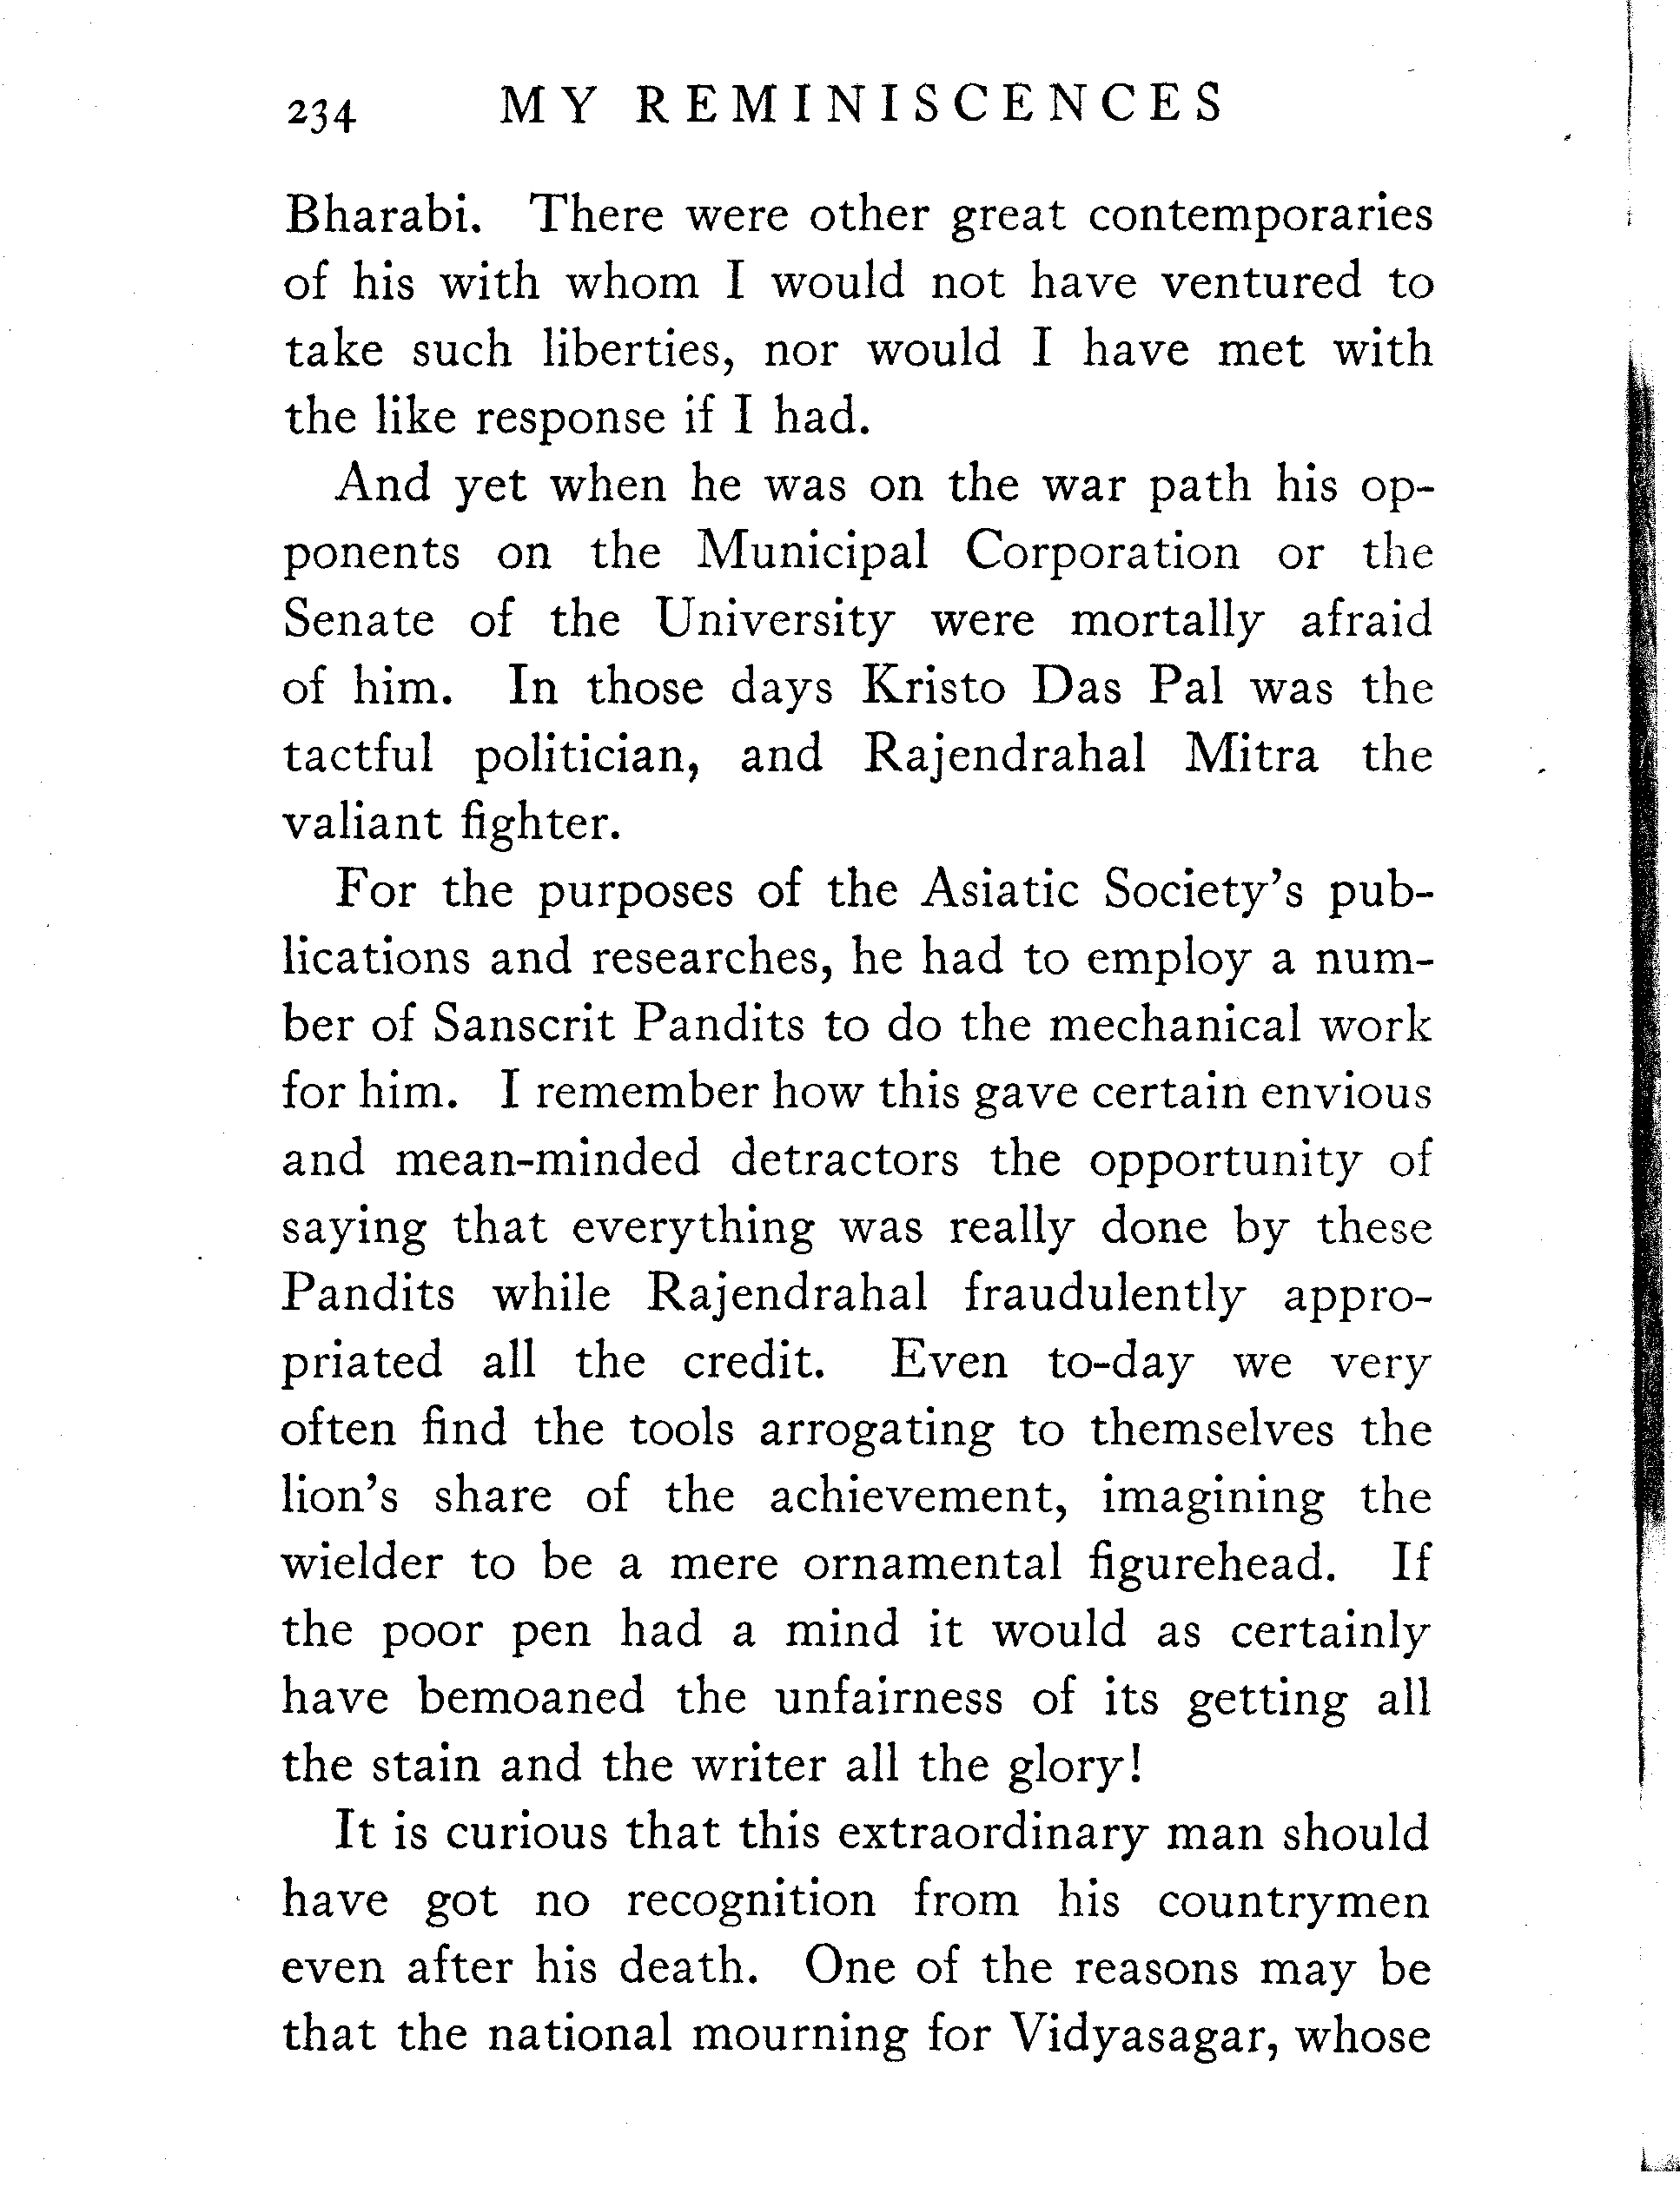 234 MY REMINISCENCES
Bharabi. There were other great contemporaries
of his with whom I would not have ventured to
take such liberties, nor would I have met with
the like response if I had.
And yet when he was on the war path his op-
ponents on the Municipal Corporation or the
Senate of the University were mortally afraid
of him. In those days Kristo Das Pal was the
tactful politician, and Rajendrahal Mitra the
valiant fighter.
For the purposes of the Asiatic Society's pub-
lications and researches, he had to employ a num-
ber of Sanscrit Pandits to do the mechanical work
for him. I remember how this gave certain envious
and mean-minded detractors the opportunity of
saying that everything was really done by these
Pandits while Rajendrahal fraudulently appro-
priated all the credit. Even to-day we very
often find the tools arrogating to themselves the
lion's share of the achievement, imagining the
wielder to be a mere ornamental figurehead. If
the poor pen had a mind it would as certainly
have bemoaned the unfairness of its getting all
the stain and the writer all the glory!
It is curious that this extraordinary man should
have got no recognition from his countrymen
even after his death. One of the reasons may be
that the national mourning for Vidyasagar, whose